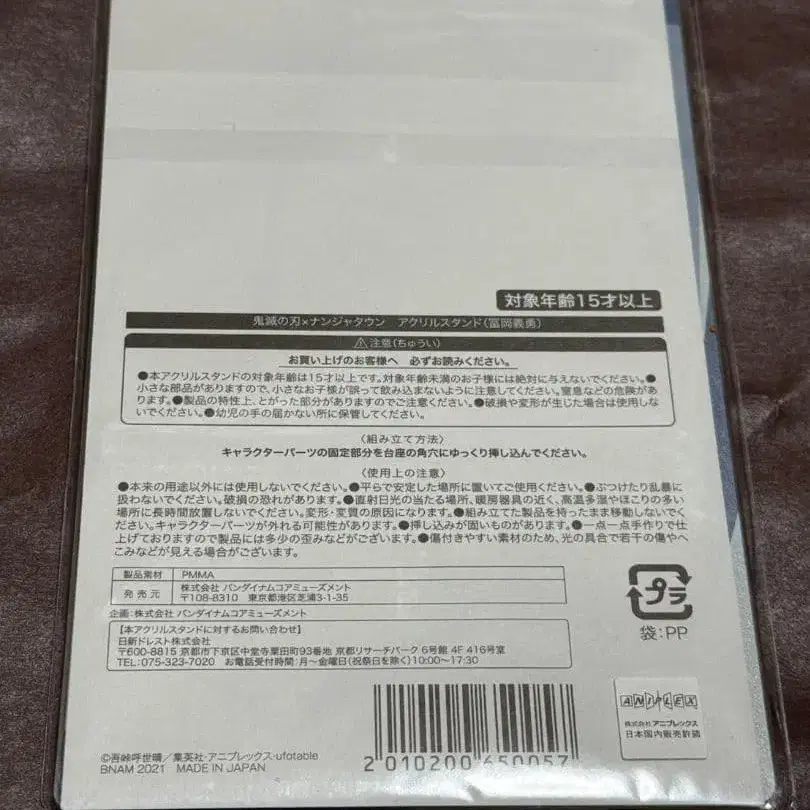 対象年齢15才以上
鬼滅の刃×ナンジャタウン アクリルスタンド(冨岡義勇)
⚠注意(ちゅうい)
お買い上げのお客様へ 必ずお読みください。
●本アクリルスタンドの対象年齢は15才以上です。対象年齢未満のお子様には絶対に与えないでください。●
小さな部品がありますので、小さなお子様が誤って飲み込まないように注意してください。窒息などの危険があ
ります。●製品の特性上、とがった部分がありますのでご注意ください。●破損や変形が生じた場合は使用しな
いでください。●幼児の手の届かない所に保管してください。
〈組み立て方法〉
キャラクターパーツの固定部分を台座の角穴にゆっくり挿し込んでください。
〈使用上の注意〉
●本来の用途以外には使用しないでください。●平らで安定した場所に置いてご使用ください。●ぶつけたり乱暴に
扱わないでください。破損の恐れがあります。●直射日光の当たる場所、暖房器具の近く、高温多湿やほこりの多い
場所に長時間放置しないでください。変形・変質の原因になります。●組み立てた製品を持ったまま移動しないでくだ
さい。キャラクターパーツが外れる可能性があります。●挿し込みが固いものがあります。●一点一点手作りで仕
上げておりますので製品には多少の歪みなどがございます。●傷付きやすい素材のため、光の具合で若干の傷やへ
こみなどが見える場合がございます。
製品素材 PMMA
発売元 株式会社 バンダイナムコアミューズメント
〒108-8310 東京都港区芝浦3-1-35
企画:株式会社 バンダイナムコアミューズメント
【本アクリルスタンドに対するお問い合わせ】
日新ドレスト株式会社
〒600-8815 京都市下京区中堂寺粟田町93番地 京都リサーチパーク 6号館 4F 416号室
TEL:075-323-7020 お電話受付時間:月〜金曜日(祝祭日を除く)10:00〜17:30
プラ
袋:PP
ANIPLEX
株式会社アニプレックス
日本国内販売許諾
©吾峠呼世晴/集英社・アニプレックス・ufotable
BNAM 2021 MADE IN JAPAN
2 010200 650057